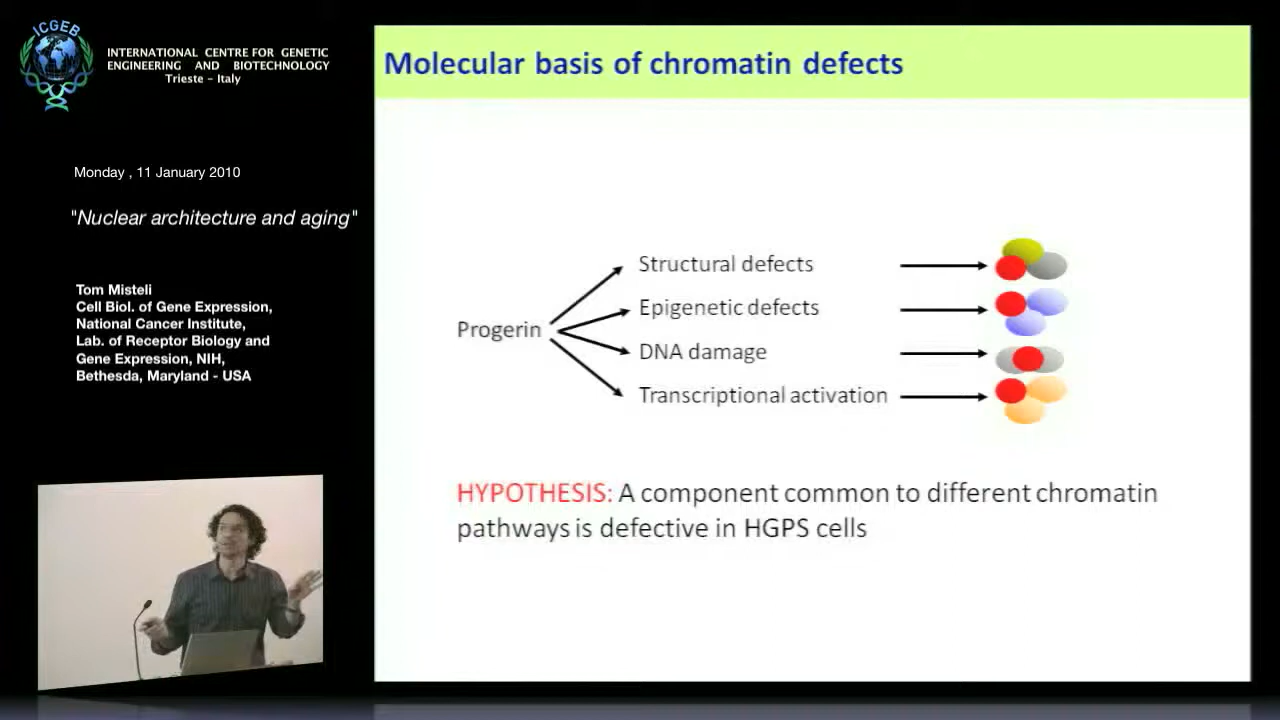 ICGEB
INTERNATIONAL CENTRE FOR GENETIC
ENGINEERING AND BIOTECHNOLOGY
Trieste - Italy
Monday , 11 January 2010
"Nuclear architecture and aging"
Tom Misteli
Cell Biol. of Gene Expression,
National Cancer Institute,
Lab. of Receptor Biology and
Gene Expression, NIH,
Bethesda, Maryland - USA
Molecular basis of chromatin defects
Progerin
Structural defects
Epigenetic defects
DNA damage
Transcriptional activation
HYPOTHESIS: A component common to different chromatin
pathways is defective in HGPS cells